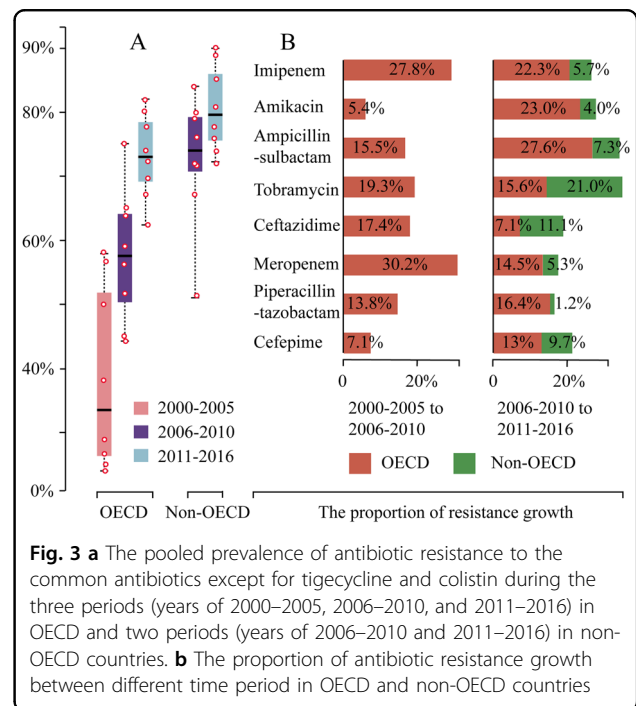 A
B
90%
80%
60%
40%
0%
2000-2005
2006-2010
2011-2016
OECD
Non-OECD
Imipenem
27.8%
22.3%
5.7%
Amikacin
5.4%
23.0%
4.0%
Ampicillin
-sulbactam
15.5%
27.6%
7.3%
Tobramycin
19.3%
15.6%
21.0%
Ceftazidime
17.4%
7.1%
11.1%
Meropenem
30.2%
14.5%
5.3%
Piperacillin
-tazobactam
13.8%
16.4%
1.2%
Cefepime
7.1%
13%
9.7%
0
20%
0
20%
2000-2005 to
2006-2010
2006-2010 to
2011-2016
OECD
Non-OECD
The proportion of resistance growth
Fig. 3 a The pooled prevalence of antibiotic resistance to the
common antibiotics except for tigecycline and colistin during the
three periods (years of 2000–2005, 2006–2010, and 2011–2016) in
OECD and two periods (years of 2006–2010 and 2011–2016) in non-
OECD countries. b The proportion of antibiotic resistance growth
between different time period in OECD and non-OECD countries